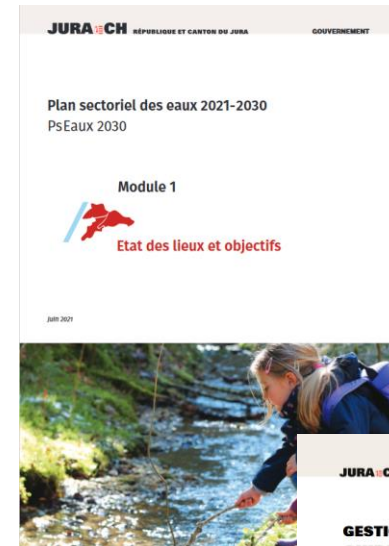 JURA CH RÉPUBLIQUE ET CANTON DU JURA GOUVERNEMENT
Plan sectoriel des eaux 2021-2030
PsEaux 2030
Module 1
Etat des lieux et objectifs
Juin 2021
JURA C
GESTI